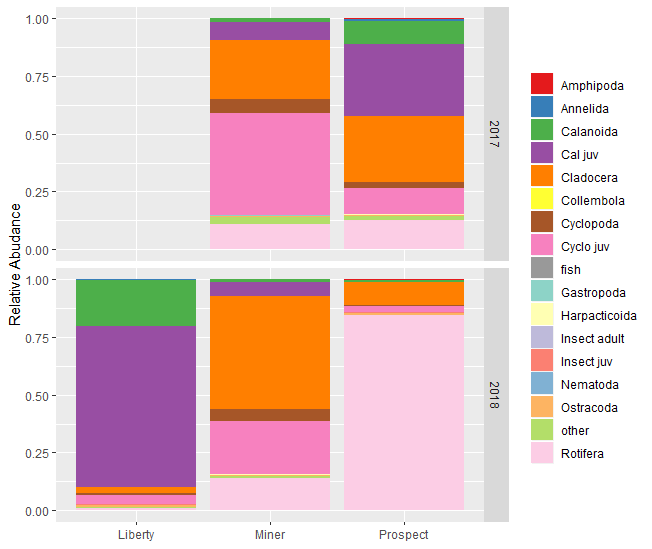 Relative Abudance
1.00
0.75
0.50
0.25
0.00
2017
1.00
0.75
0.50
0.25
0.00
2018
Liberty Miner Prospect
Amphipoda
Annelida
Calanoida
Cal juv
Cladocera
Collembola
Cyclopoda
Cyclo juv
fish
Gastropoda
Harpacticoida
Insect adult
Insect juv
Nematoda
Ostracoda
other
Rotifera